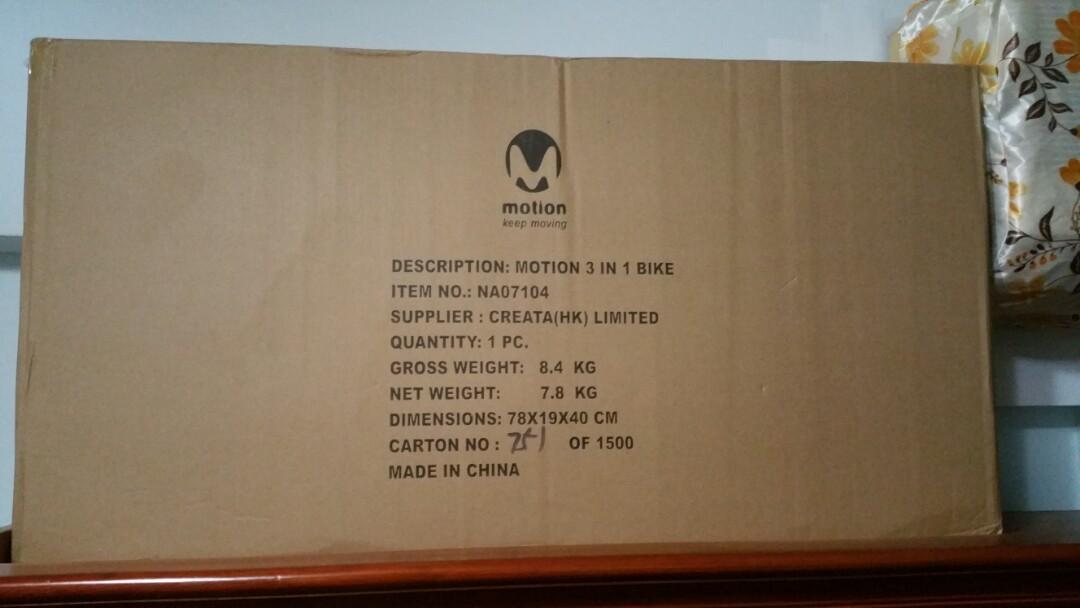 motion
keep moving
DESCRIPTION: MOTION 3 IN 1 BIKE
ITEM NO.: NA07104
SUPPLIER : CREATA(HK) LIMITED
QUANTITY: 1 PC.
GROSS WEIGHT: 8.4 KG
NET WEIGHT: 7.8 KG
DIMENSIONS: 78X19X40 CM
CARTON NO : OF 1500
MADE IN CHINA